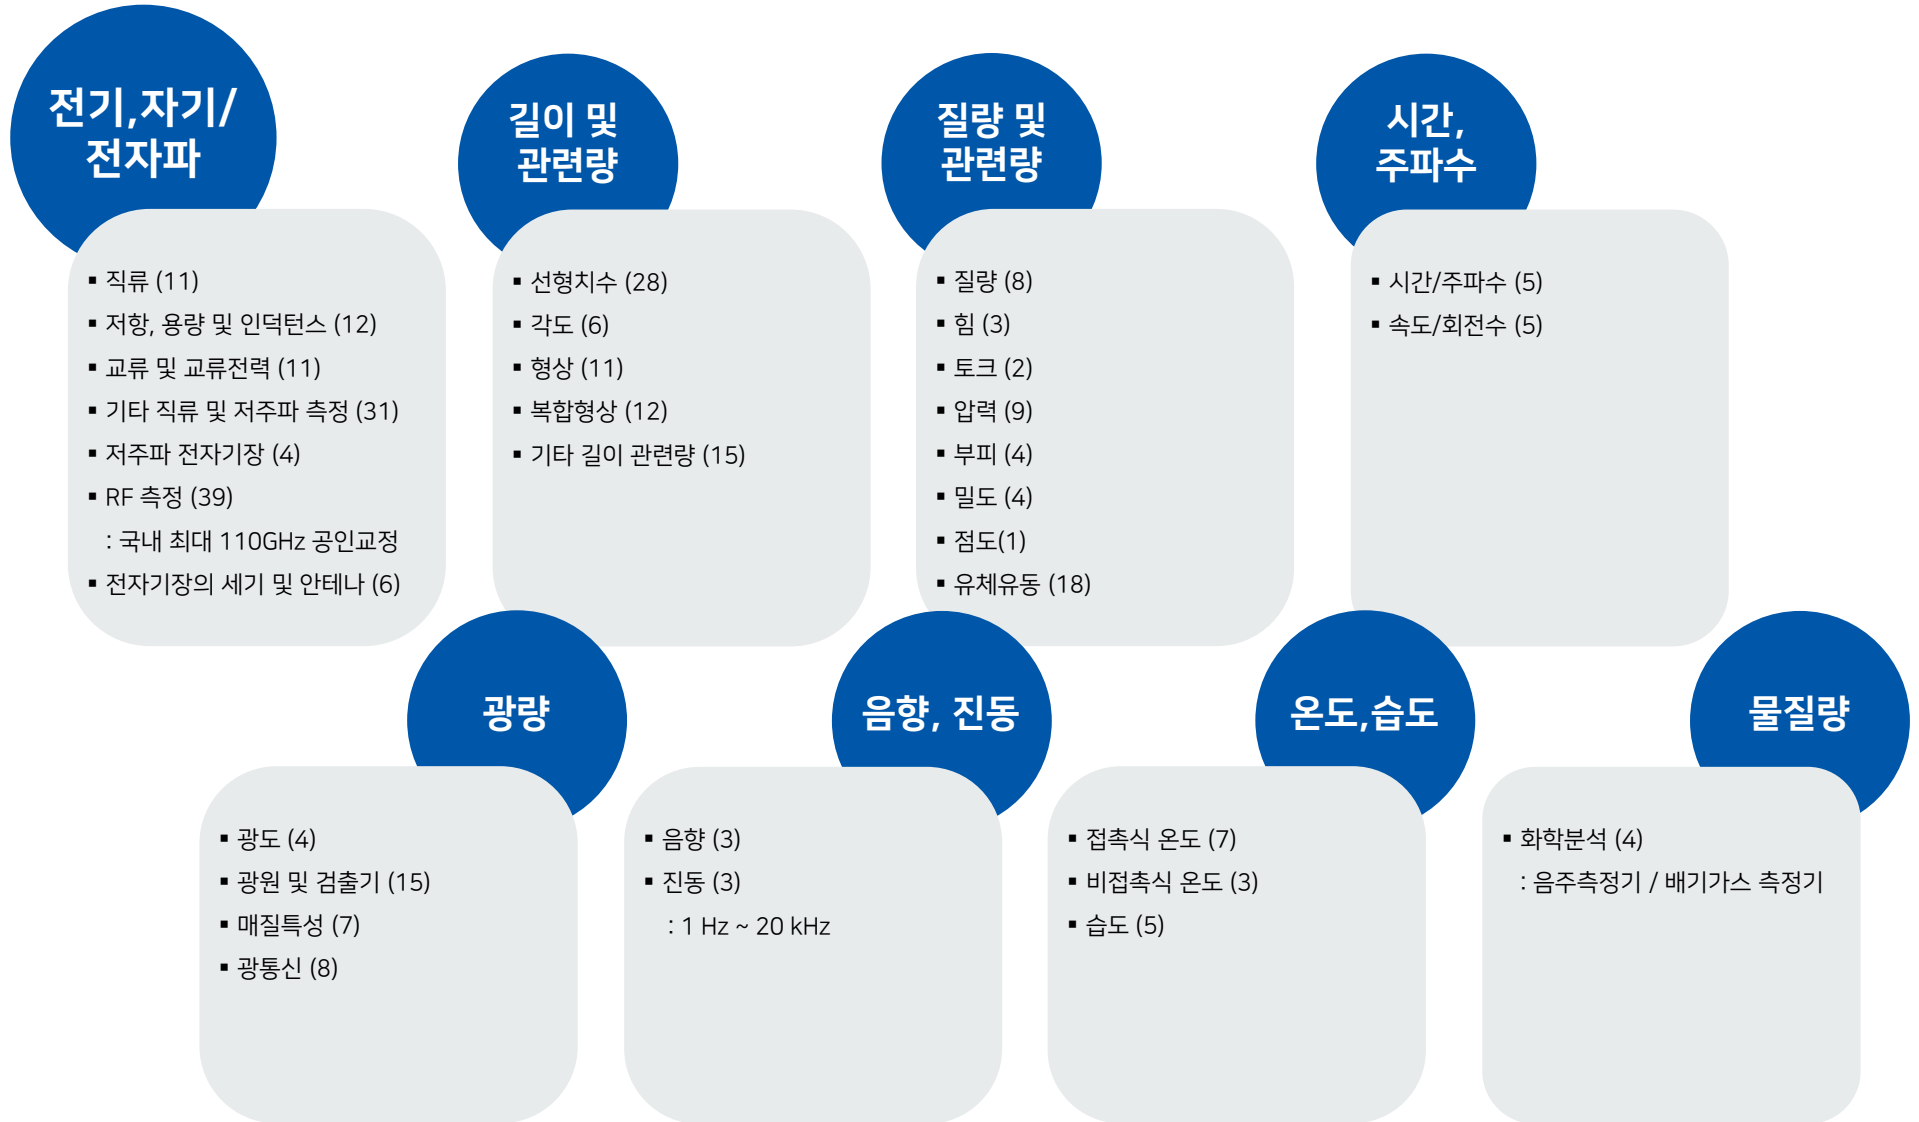 전기,자기/
전자파
▪ 직류 (11)
▪ 저항, 용량 및 인덕턴스 (12)
▪ 교류 및 교류전력 (11)
▪ 기타 직류 및 저주파 측정 (31)
▪ 저주파 전자기장 (4)
▪ RF 측정 (39)
: 국내 최대 110GHz 공인교정
▪ 전자기장의 세기 및 안테나 (6)
길이 및
관련량
▪ 선형치수 (28)
▪ 각도 (6)
▪ 형상 (11)
▪ 복합형상 (12)
▪ 기타 길이 관련량 (15)
질량 및
관련량
▪ 질량 (8)
▪ 힘 (3)
▪ 토크 (2)
▪ 압력 (9)
▪ 부피 (4)
▪ 밀도 (4)
▪ 점도(1)
▪ 유체유동 (18)
시간,
주파수
▪ 시간/주파수 (5)
▪ 속도/회전수 (5)
광량
▪ 광도 (4)
▪ 광원 및 검출기 (15)
▪ 매질특성 (7)
▪ 광통신 (8)
음향, 진동
▪ 음향 (3)
▪ 진동 (3)
: 1 Hz ~ 20 kHz
온도,습도
▪ 접촉식 온도 (7)
▪ 비접촉식 온도 (3)
▪ 습도 (5)
물질량
▪ 화학분석 (4)
: 음주측정기 / 배기가스 측정기